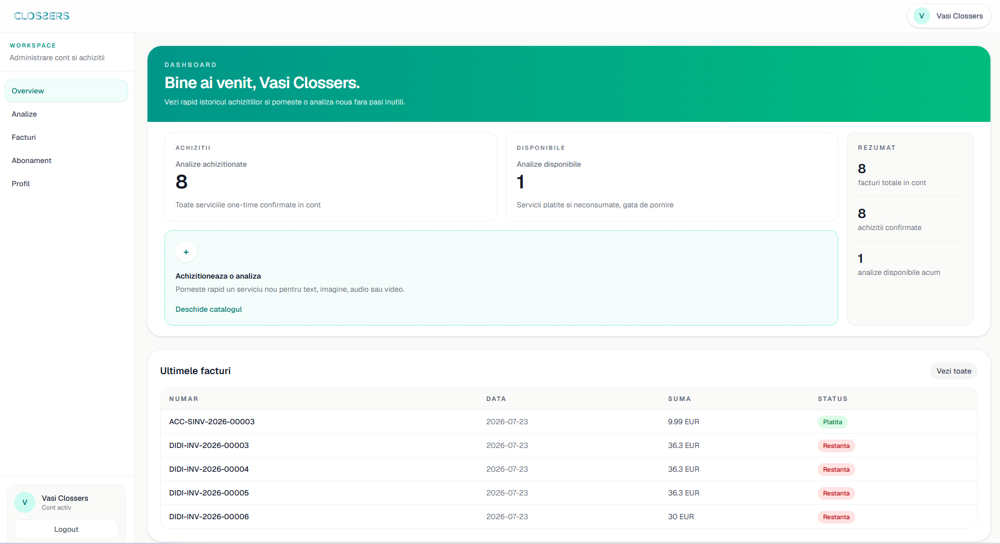 CLOSSERS
V Vasi Clossers
WORKSPACE
Administrare cont si achizitii
Overview
Analize
Facturi
Abonament
Profil
V Vasi Clossers
Cont activ
Logout
DASHBOARD
Bine ai venit, Vasi Clossers.
Vezi rapid istoricul achizitiilor si porneste o analiza noua fara pasi inutili.
ACHIZITII
Analize achizitionate
8
Toate serviciile one-time confirmate in cont
DISPONIBILE
Analize disponibile
1
Servicii platite si neconsumate, gata de pornire
+
Achizitioneaza o analiza
Porneste rapid un serviciu nou pentru text, imagine, audio sau video.
Deschide catalogul
REZUMAT
8
facturi totale in cont
8
achizitii confirmate
1
analize disponibile acum
Ultimele facturi
Vezi toate
NUMAR DATA SUMA STATUS
ACC-SINV-2026-00003 2026-07-23 9.99 EUR Platita
DIDI-INV-2026-00003 2026-07-23 36.3 EUR Restanta
DIDI-INV-2026-00004 2026-07-23 36.3 EUR Restanta
DIDI-INV-2026-00005 2026-07-23 36.3 EUR Restanta
DIDI-INV-2026-00006 2026-07-23 30 EUR Restanta